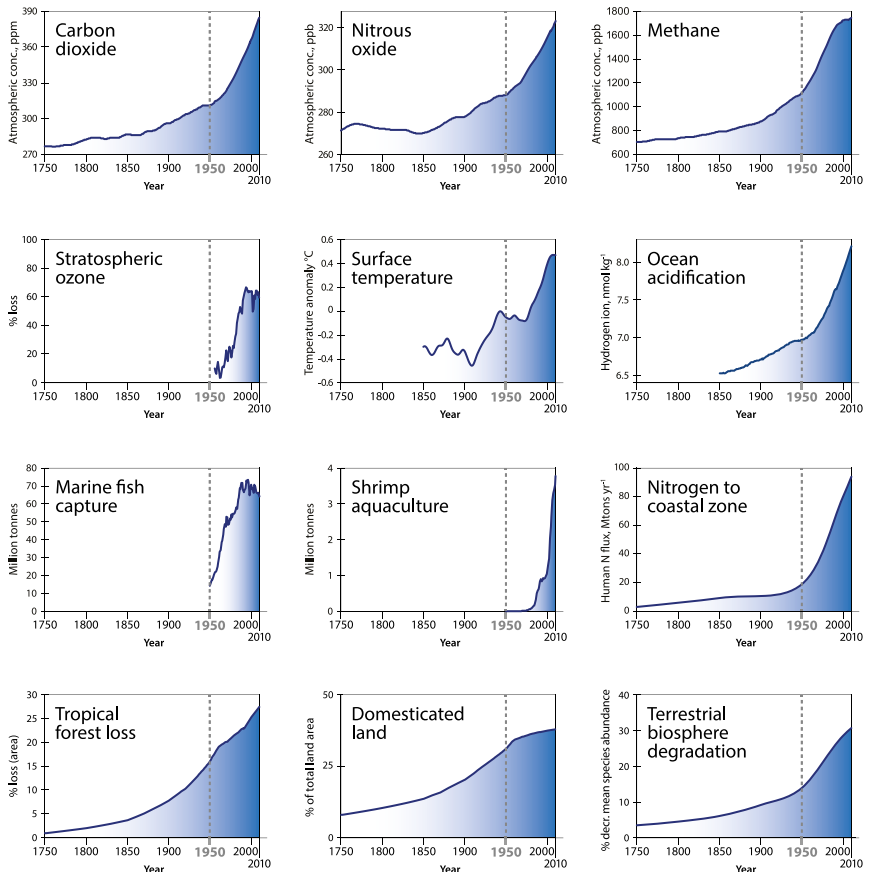 Carbon
dioxide
Atmospheric conc., ppm
390
360
330
300
270
1750 1800 1850 1900 1950 2000
2010
Year
Nitrous
oxide
Atmospheric conc., ppb
320
300
280
260
1750 1800 1850 1900 1950 2000
2010
Year
Methane
Atmospheric conc., ppb
1800
1600
1400
1200
1000
800
600
1750 1800 1850 1900 1950 2000
2010
Year
Stratospheric
ozone
% loss
100
80
60
40
20
0
1750 1800 1850 1900 1950 2000
2010
Year
Surface
temperature
Temperature anomaly °C
0.6
0.4
0.2
0
-0.2
-0.4
-0.6
1750 1800 1850 1900 1950 2000
2010
Year
Ocean
acidification
Hydrogen ion, nmol kg-1
8.0
7.5
7.0
6.5
1750 1800 1850 1900 1950 2000
2010
Year
Marine fish
capture
Million tonnes
80
70
60
50
40
30
20
10
0
1750 1800 1850 1900 1950 2000
2010
Year
Shrimp
aquaculture
Million tonnes
4
3
2
1
0
1750 1800 1850 1900 1950 2000
2010
Year
Nitrogen to
coastal zone
Human N flux, Mtons yr-1
100
80
60
40
20
0
1750 1800 1850 1900 1950 2000
2010
Year
Tropical
forest loss
% loss (area)
30
25
20
15
10
5
0
1750 1800 1850 1900 1950 2000
2010
Year
Domesticated
land
% of total land area
50
25
0
1750 1800 1850 1900 1950 2000
2010
Year
Terrestrial
biosphere
degradation
% decr. mean species abundance
40
30
20
10
0
1750 1800 1850 1900 1950 2000
2010
Year